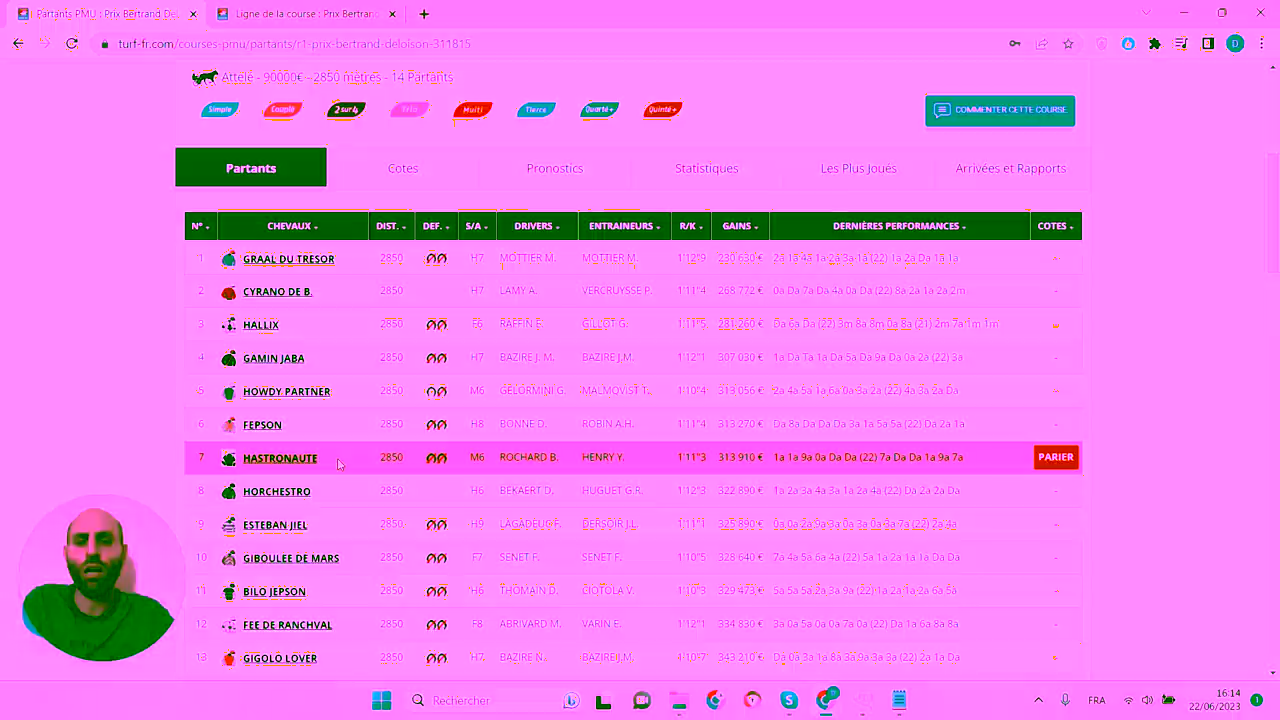 Partants PMU : Prix Bertrand De
Ligne de la course : Prix Bertran
turf-fr.com/courses-pmu/partants/r1-prix-bertrand-deloison-311815
Attelé - 90000€ - 2850 mètres - 14 Partants
Simple Couplé 2 sur 4 Trio Multi Tiercé Quarté+ Quinté+
COMMENTER CETTE COURSE
Partants Cotes Pronostics Statistiques Les Plus Joués Arrivées et Rapports
N° CHEVAUX DIST. DEF. S/A DRIVERS ENTRAINEURS R/K GAINS DERNIÈRES PERFORMANCES COTES
1 GRAAL DU TRESOR 2850 H7 MOTTIER M. MOTTIER M. 1'12"9 230 630 € 2a 1a 4a 1a 2a 3a 1a (22) 1a 2a Da 1a 1a -
2 CYRANO DE B. 2850 H7 LAMY A. VERCRUYSSE P. 1'11"4 268 772 € 0a Da 7a Da 4a 0a Da (22) 8a 2a 1a 2a 2m -
3 HALLIX 2850 F6 RAFFIN E. GILLOT G. 1'11"5 281 260 € Da 6a Da (22) 3m 8a 8m 0a 8a (21) 2m 7a 1m 1m
4 GAMIN JABA 2850 H7 BAZIRE J. M. BAZIRE J.M. 1'12"1 307 030 € 1a Da Ta 1a Da 5a Da 9a Da 0a 2a (22) 3a -
5 HOWDY PARTNER 2850 M6 GELORMINI G. MALMQVIST T. 1'10"4 313 056 € 2a 4a 5a 1a 6a 0a 3a 2a (22) 4a 3a 2a Da -
6 FEPSON 2850 H8 BONNE D. ROBIN A.H. 1'11"2 313 270 € Da 8a Da Da Da 3a 1a 5a 5a (22) Da 2a 1a -
7 HASTRONAUTE 2850 M6 ROCHARD B. HENRY Y. 1'11"3 313 910 € 1a 1a 9a 0a Da Da (22) 7a Da Da 1a 9a 7a PARIER
8 HORCHESTRO 2850 H6 BEKAERT D. HUGUET G.R. 1'12"3 322 890 € 1a 2a 3a 4a 3a 1a 2a 4a (22) Da 2a 2a Da -
9 ESTEBAN JIEL 2850 H9 LAGADEUC F. DERSOIR J.L. 1'11"1 325 890 € 0a 0a 2a 9a 3a 0a 3a 0a 3a 7a (22) 2a 4a -
10 GIBOULEE DE MARS 2850 F7 SENET F. SENET F. 1'10"5 328 640 € 7a 4a 5a 6a 4a (22) 5a 1a 2a 1a 1a Da Da -
11 BILO JEPSON 2850 H6 THOMAIN D. CIOTOLA V. 1'10"3 329 473 € 5a 5a 5a 2a 3a 9a (22) 2a 1a 2a 6a 5a -
12 FEE DE RANCHVAL 2850 F8 ABRIVARD M. VARIN E. 1'12"1 334 830 € 3a 0a 5a 0a 0a 7a 0a (22) Da 1a 6a 8a 8a -
13 GIGOLO LOVER 2850 H7 BAZIRE N. BAZIRE J.M. 1'10"7 343 210 € Da 0a 3a 1a 8a 3a 9a 3a (22) 2a 1a Da
Rechercher
FRA
16:14
22/06/2023